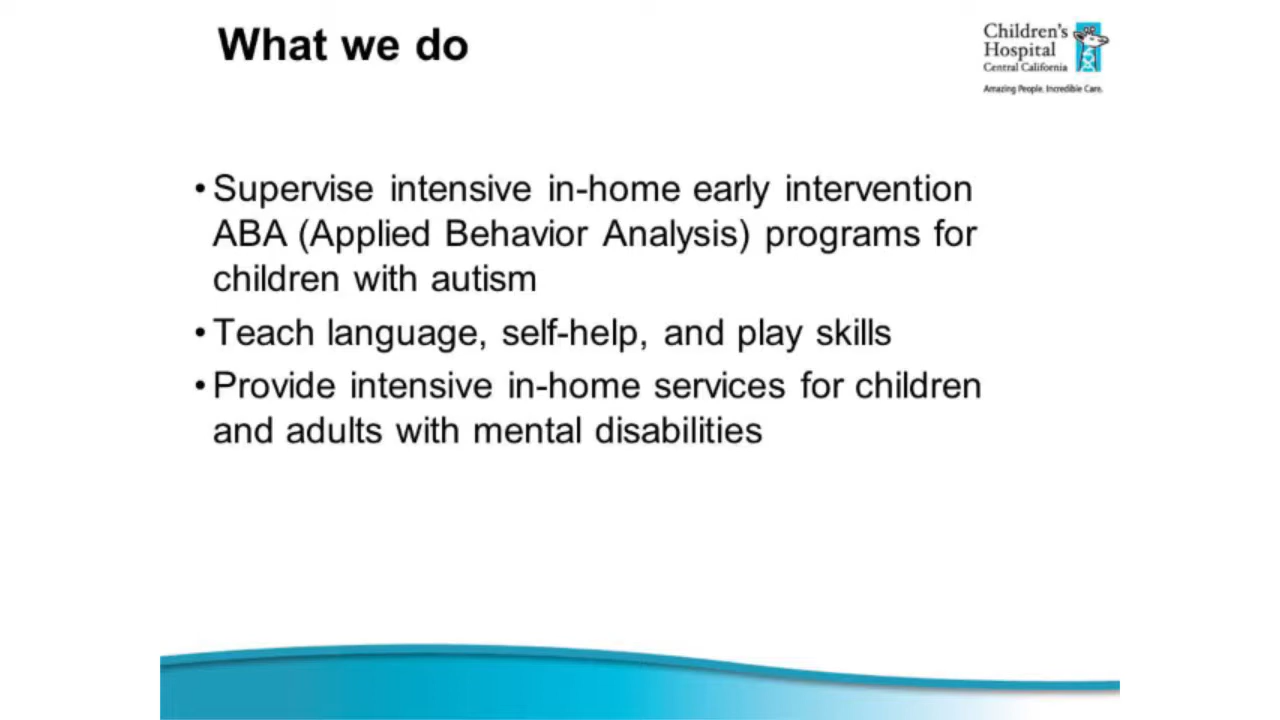 What we do
Children's
Hospital
Central California
Amazing People. Incredible Care.
• Supervise intensive in-home early intervention
ABA (Applied Behavior Analysis) programs for
children with autism
• Teach language, self-help, and play skills
• Provide intensive in-home services for children
and adults with mental disabilities